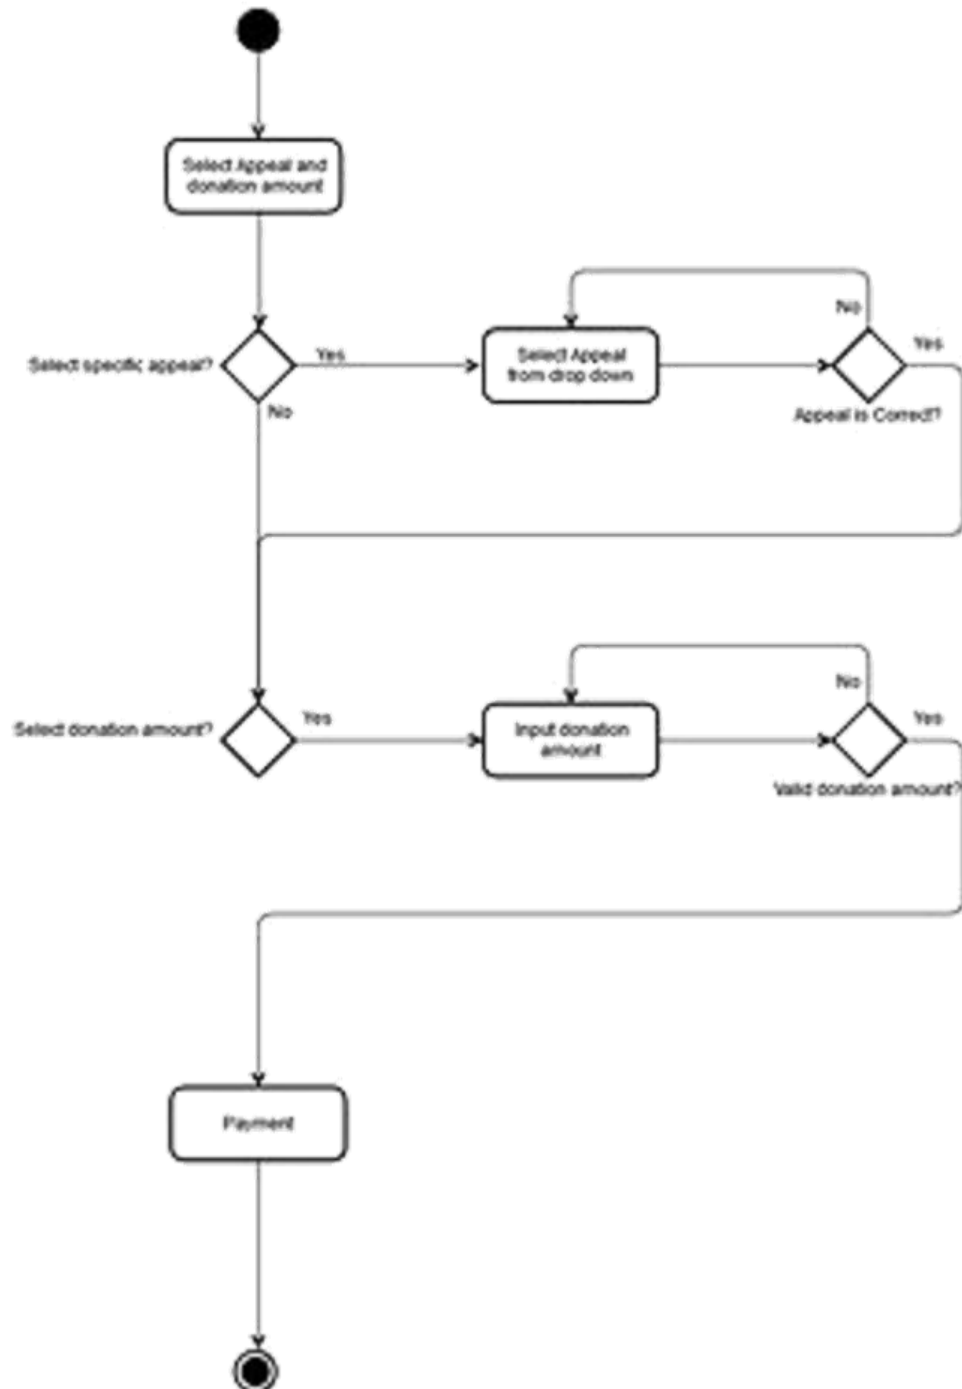 Select Appeal and
donation amount
No
Select specific appeal?
Yes
Select Appeal
from drop down
Yes
No
Appeal is Correct?
No
Select donation amount?
Yes
Input donation
amount
Yes
Valid donation amount?
Payment